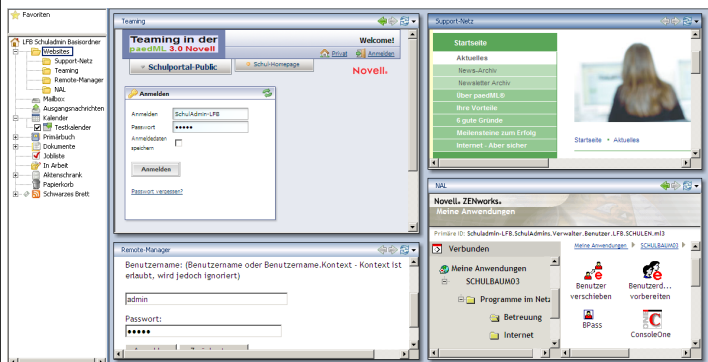 Favoriten
LFB Schuladmin Basisordner
Websites
Support-Netz
Teaming
Remote-Manager
NAL
Mailbox
Ausgangsnachrichten
Kalender
Testkalender
Primärbuch
Dokumente
Jobliste
In Arbeit
Aktenschrank
Papierkorb
Schwarzes Brett
Teaming
Teaming in der
paedML 3.0 Novell
Welcome!
Privat Anmelden
Schulportal-Public
Schul-Homepage
Novell.
Anmelden
Anmelden SchulAdmin-LFB
Passwort •••••
Anmeldedaten
speichern
Anmelden
Passwort vergessen?
Support-Netz
Startseite
Aktuelles
News-Archiv
Newsletter Archiv
Über paedML®
Ihre Vorteile
6 gute Gründe
Meilensteine zum Erfolg
Internet - Aber sicher
Startseite • Aktuelles
Remote-Manager
Benutzername: (Benutzername oder Benutzername.Kontext - Kontext ist
erlaubt, wird jedoch ignoriert)
admin
Passwort:
•••••
NAL
Novell. ZENworks.
Meine Anwendungen
Primäre ID: Schuladmin-LFB.SchulAdmins.Verwalter.Benutzer.LFB.SCHULEN.ml3
Verbunden
Meine Anwendungen SCHULBAUM03
Meine Anwendungen
SCHULBAUM03
Programme im Netz
Betreuung
Internet
Benutzer
verschieben
Benutzerd...
vorbereiten
BPass
ConsoleOne